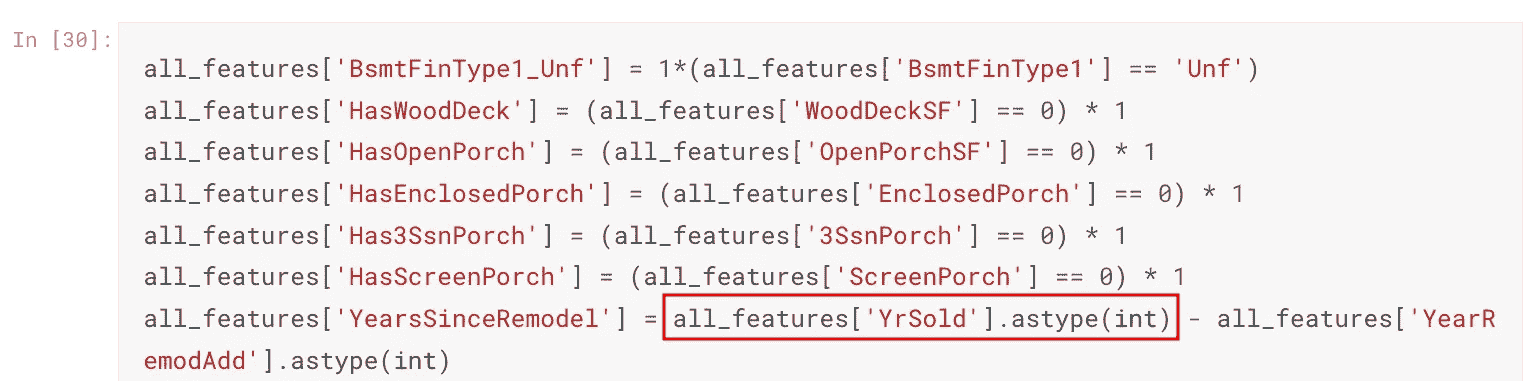 In [30]:
all_features['BsmtFinType1_Unf'] = 1*(all_features['BsmtFinType1'] == 'Unf')
all_features['HasWoodDeck'] = (all_features['WoodDeckSF'] == 0) * 1
all_features['HasOpenPorch'] = (all_features['OpenPorchSF'] == 0) * 1
all_features['HasEnclosedPorch'] = (all_features['EnclosedPorch'] == 0) * 1
all_features['Has3SsnPorch'] = (all_features['3SsnPorch'] == 0) * 1
all_features['HasScreenPorch'] = (all_features['ScreenPorch'] == 0) * 1
all_features['YearsSinceRemodel'] = all_features['YrSold'].astype(int) - all_features['YearR
emodAdd'].astype(int)